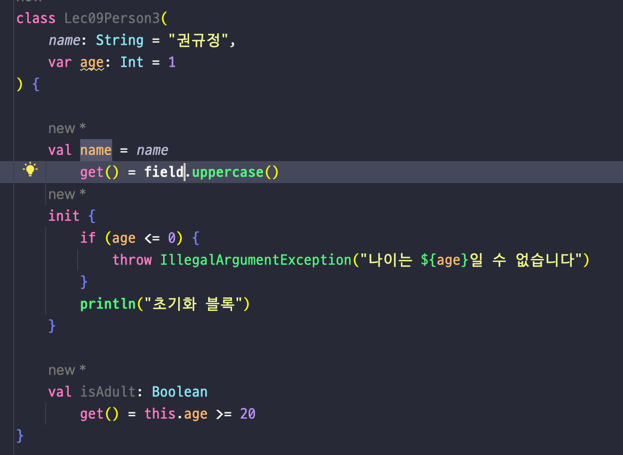 class Lec09Person3(
    name: String = "권규정",
    var age: Int = 1
) {

    new *
    val name = name
        get() = field.uppercase()
    new *
    init {
        if (age <= 0) {
            throw IllegalArgumentException("나이는 ${age}일 수 없습니다")
        }
        println("초기화 블록")
    }

    new *
    val isAdult: Boolean
        get() = this.age >= 20
}